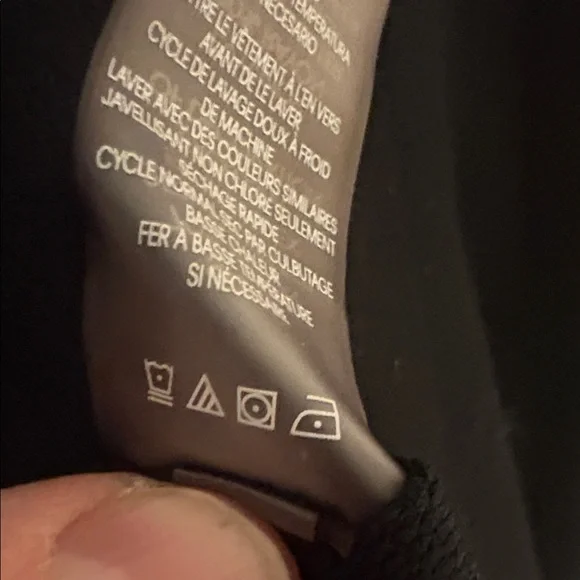 TEMPERATURA
NECESARIO
TRE LE VÊTEMENT À L'EN VERS
AVANT DE LE LAVER
CYCLE DE LAVAGE DOUX À FROID
DE MACHINE
LAVER AVEC DES COULEURS SIMILAIRES
JAVELLISANT NON CHLORE SEULEMENT
SÉCHAGE RAPIDE
CYCLE NORMAL SEC PAR CULBUTAGE
BASSE CHALEUR
FER À BASSE TEMPÉRATURE
SI NÉCESSAIRE